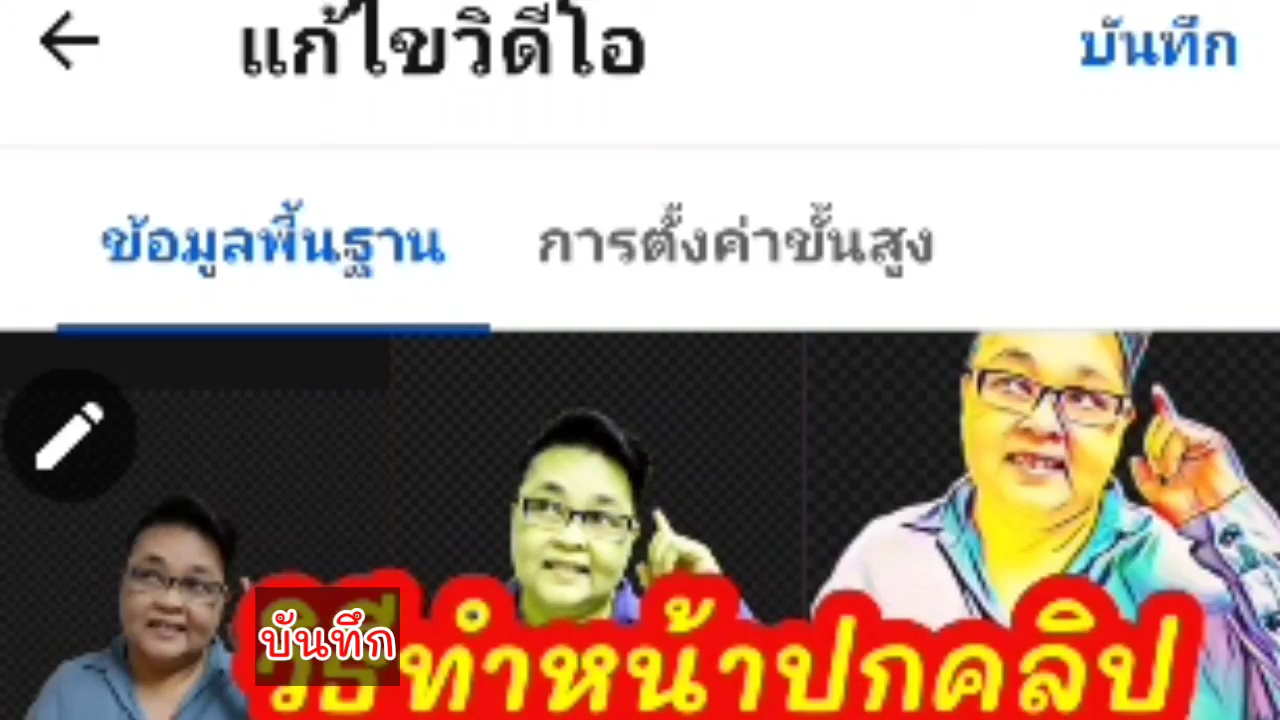 แก้ไขวิดีโอ
บันทึก
ข้อมูลพื้นฐาน
การตั้งค่าขั้นสูง
วิธีทำหน้าปกคลิป
บันทึก